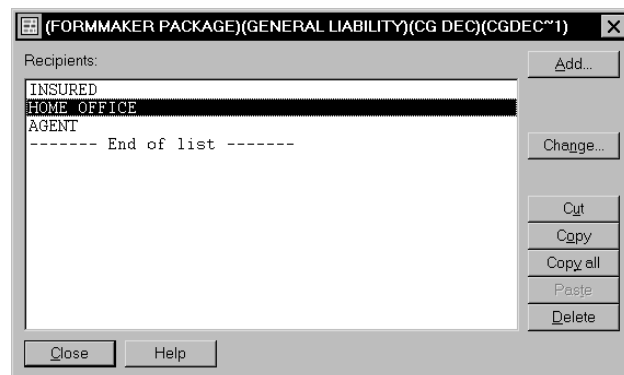 (FORMMAKER PACKAGE)(GENERAL LIABILITY)(CG DEC)(CGDEC~1)
Recipients:
Add...
INSURED
HOME OFFICE
AGENT
------- End of list -------
Change...
Cut
Copy
Copy all
Paste
Delete
Close
Help